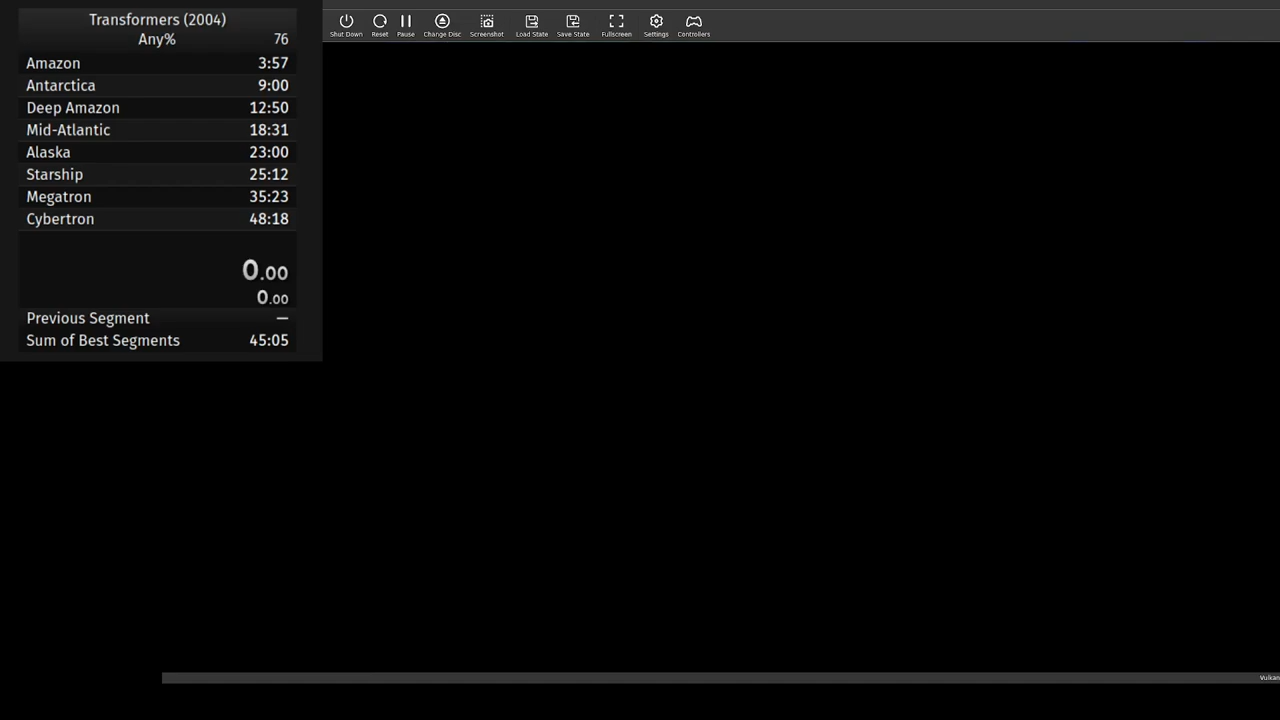 Transformers (2004)
Any% 76
Amazon 3:57
Antarctica 9:00
Deep Amazon 12:50
Mid-Atlantic 18:31
Alaska 23:00
Starship 25:12
Megatron 35:23
Cybertron 48:18
0.00
0.00
Previous Segment —
Sum of Best Segments 45:05
Shut Down Reset Pause Change Disc Screenshot Load State Save State Fullscreen Settings Controllers
Vulkan